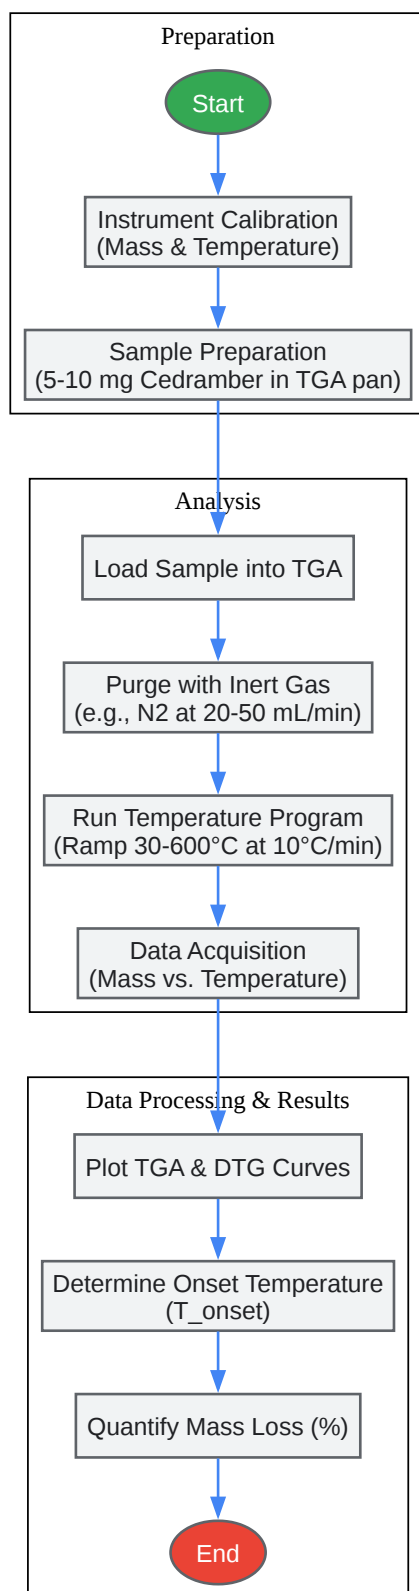 Preparation
Start
Instrument Calibration
(Mass & Temperature)
Sample Preparation
(5-10 mg Cedramber in TGA pan)
Analysis
Load Sample into TGA
Purge with Inert Gas
(e.g., N2 at 20-50 mL/min)
Run Temperature Program
(Ramp 30-600°C at 10°C/min)
Data Acquisition
(Mass vs. Temperature)
Data Processing & Results
Plot TGA & DTG Curves
Determine Onset Temperature
(T_onset)
Quantify Mass Loss (%)
End